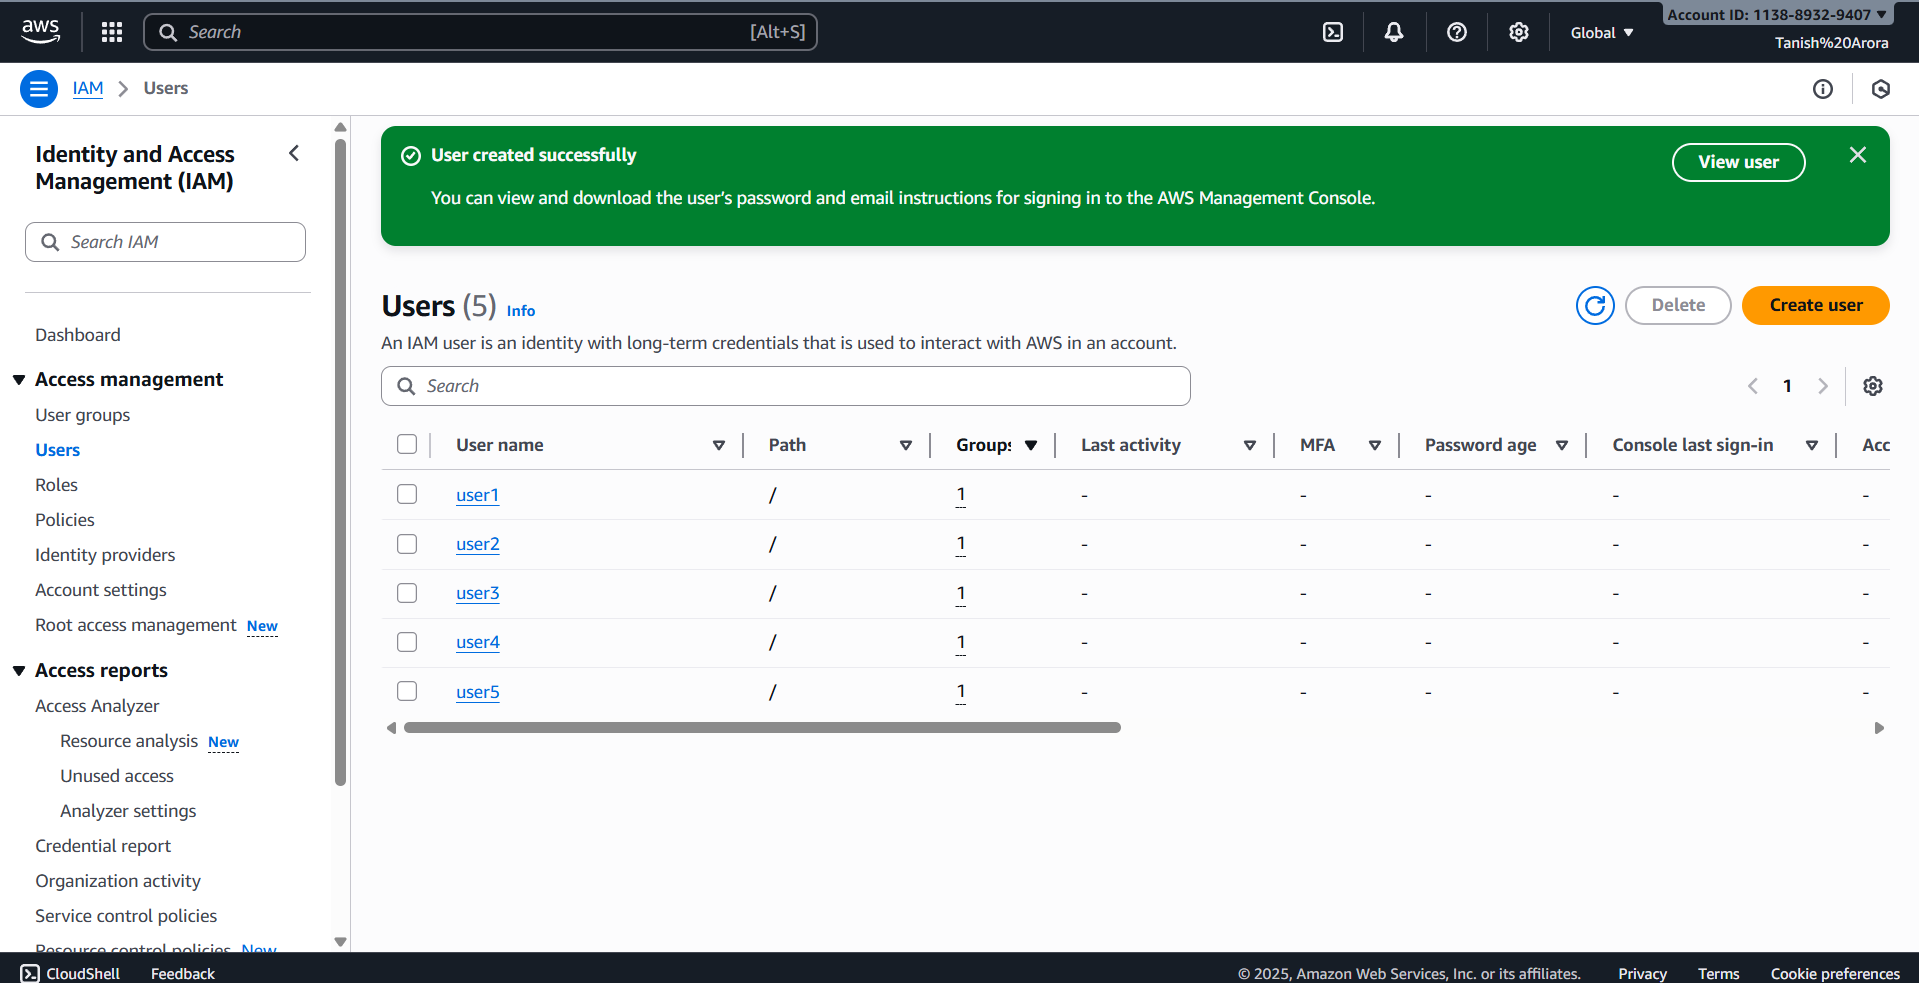 aws
Search [Alt+S]
Global
Account ID: 1138-8932-9407
Tanish%20Arora
IAM > Users
Identity and Access
Management (IAM)
Search IAM
Dashboard
Access management
User groups
Users
Roles
Policies
Identity providers
Account settings
Root access management New
Access reports
Access Analyzer
Resource analysis New
Unused access
Analyzer settings
Credential report
Organization activity
Service control policies
Resource control policies New
User created successfully
You can view and download the user's password and email instructions for signing in to the AWS Management Console.
View user
Users (5) Info
Delete
Create user
An IAM user is an identity with long-term credentials that is used to interact with AWS in an account.
Search
1
User name Path Groups Last activity MFA Password age Console last sign-in Acc
user1 / 1 - - - - -
user2 / 1 - - - - -
user3 / 1 - - - - -
user4 / 1 - - - - -
user5 / 1 - - - - -
CloudShell Feedback © 2025, Amazon Web Services, Inc. or its affiliates. Privacy Terms Cookie preferences